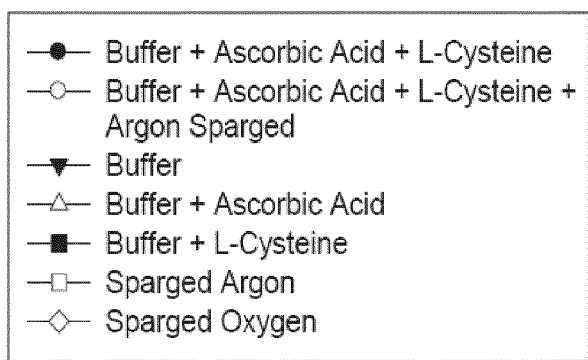 Buffer + Ascorbic Acid + L-Cysteine
Buffer + Ascorbic Acid + L-Cysteine +
Argon Sparged
Buffer
Buffer + Ascorbic Acid
Buffer + L-Cysteine
Sparged Argon
Sparged Oxygen